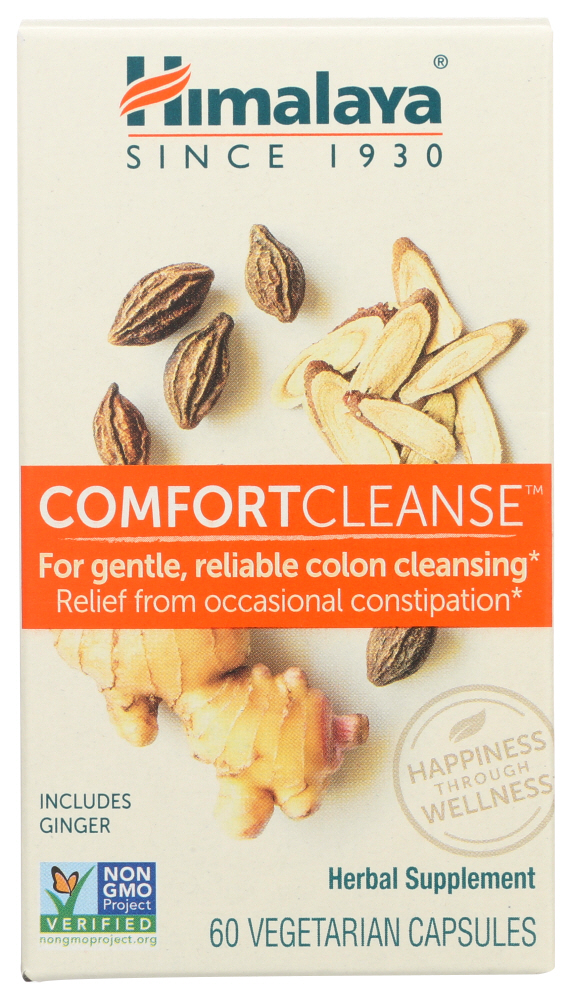 Himalaya®
SINCE 1930
COMFORTCLEANSE™
For gentle, reliable colon cleansing*
Relief from occasional constipation*
HAPPINESS
THROUGH
WELLNESS
INCLUDES
GINGER
NON
GMO
Project
VERIFIED
nongmoproject.org
Herbal Supplement
60 VEGETARIAN CAPSULES